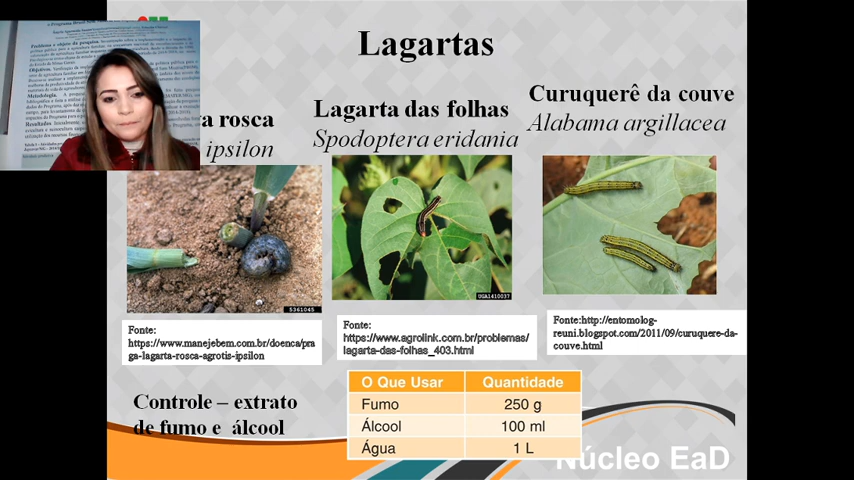 Lagartas
a rosca
ipsilon
Lagarta das folhas
Spodoptera eridania
Curuquerê da couve
Alabama argillacea
5361045
UGA1410037
Fonte:
https://www.manejebem.com.br/doenca/pra
ga-lagarta-rosca-agrotis-ipsilon
Fonte:
https://www.agrolink.com.br/problemas/
lagarta-das-folhas_403.html
Fonte:http://entomolog-
reuni.blogspot.com/2011/09/curuquere-da-
couve.html
Controle – extrato
de fumo e álcool
O Que Usar Quantidade
Fumo 250 g
Álcool 100 ml
Água 1 L
Núcleo EaD